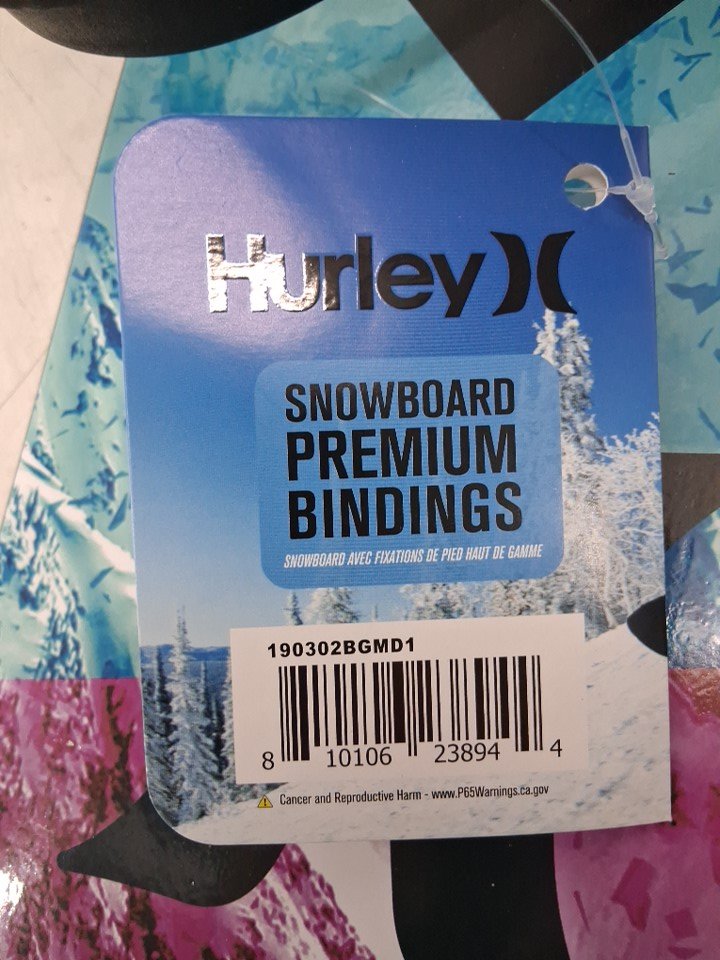 Hurley
SNOWBOARD
PREMIUM
BINDINGS
SNOWBOARD AVEC FIXATIONS DE PIED HAUT DE GAMME
190302BGMD1
8 10106 23894 4
Cancer and Reproductive Harm - www.P65Warnings.ca.gov